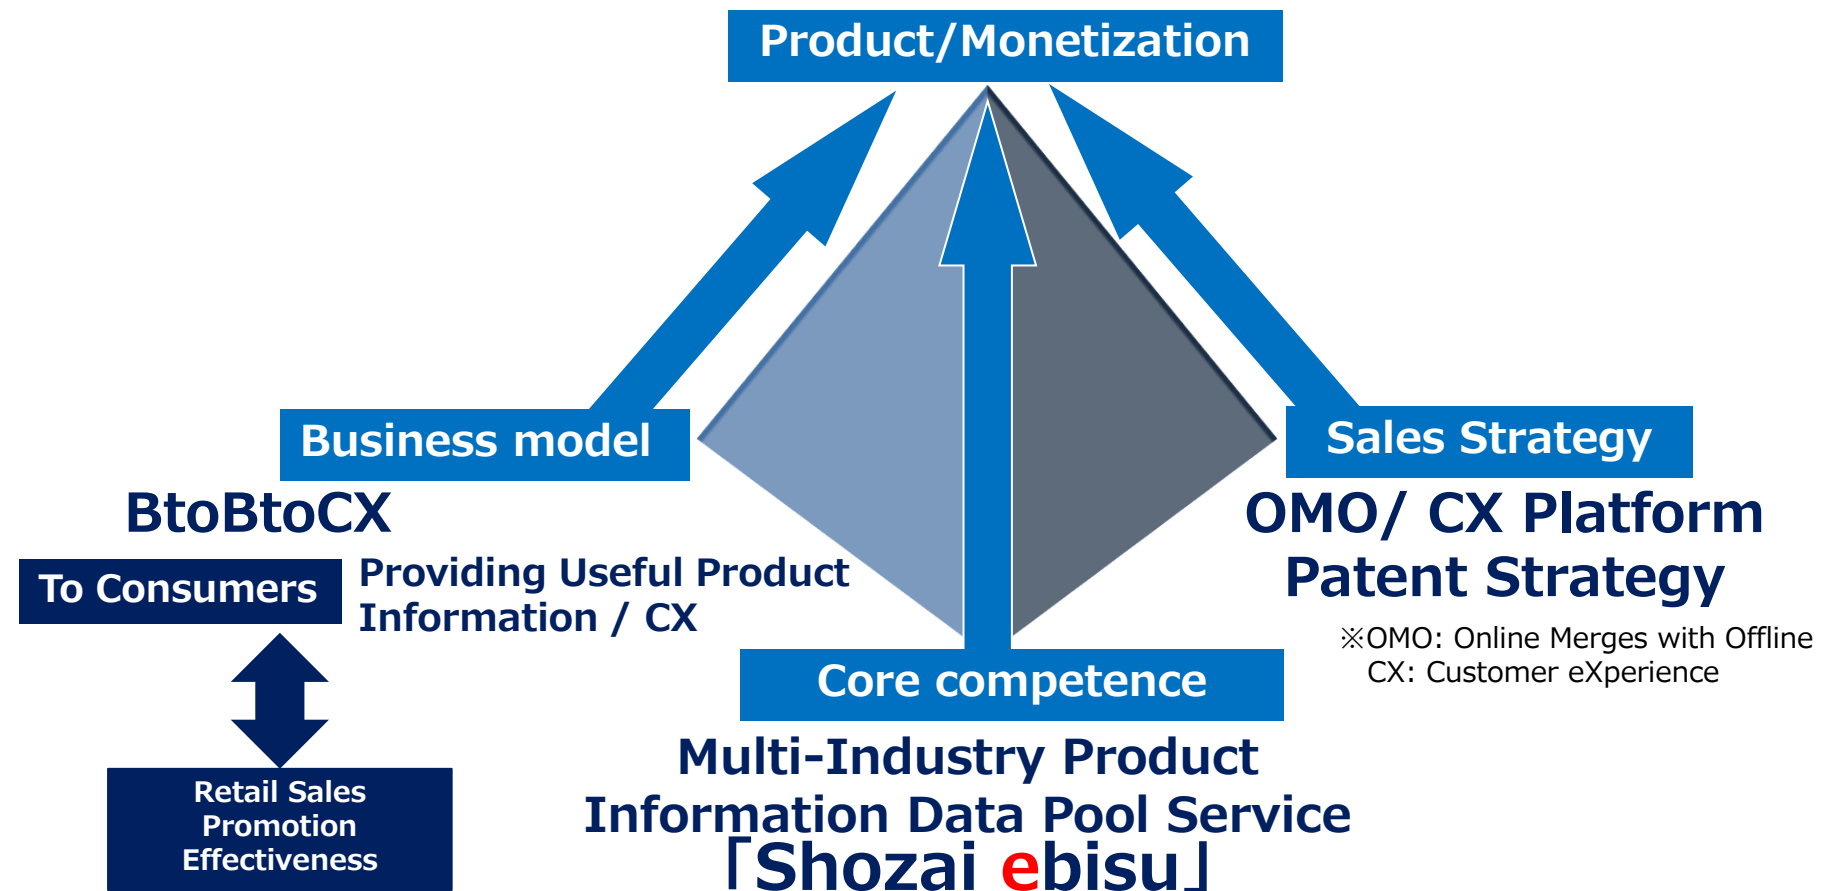 Product/Monetization
Business model
BtoBtoCX
To Consumers
Providing Useful Product
Information / CX
Retail Sales
Promotion
Effectiveness
Core competence
Multi-Industry Product
Information Data Pool Service
「Shozai ebisu」
Sales Strategy
OMO/ CX Platform
Patent Strategy
※OMO: Online Merges with Offline
CX: Customer eXperience